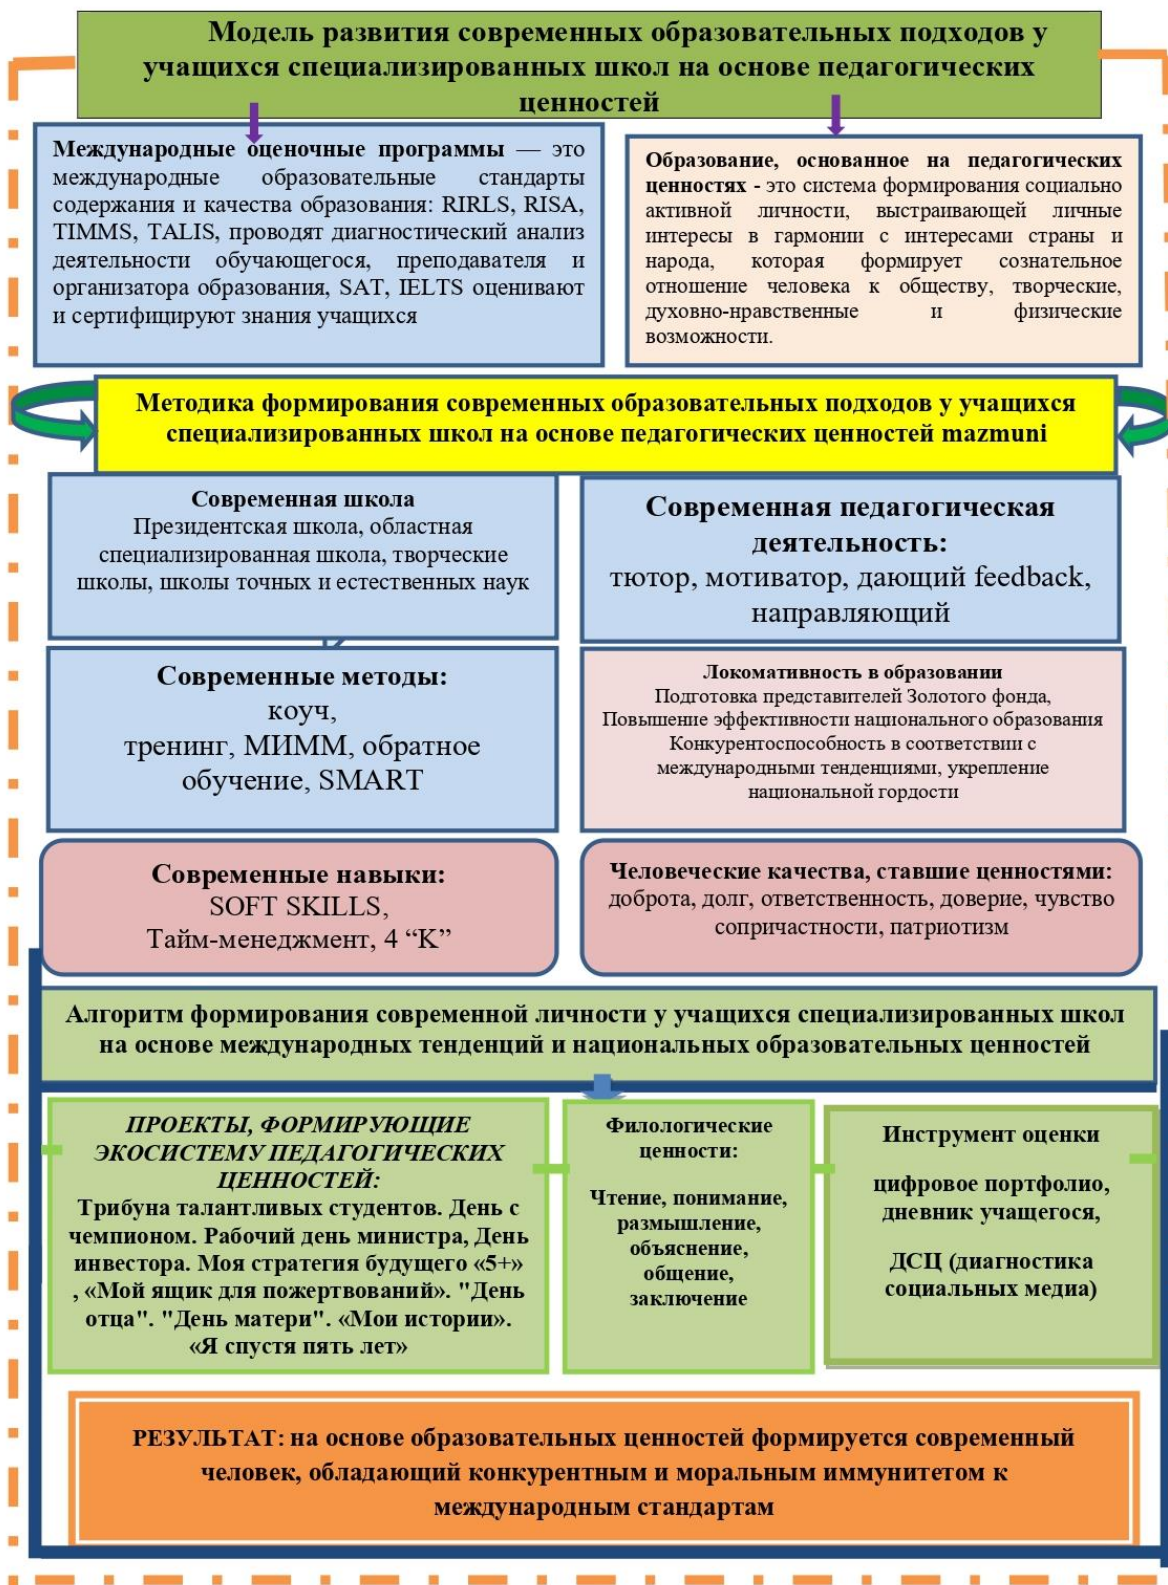 Модель развития современных образовательных подходов у
учащихся специализированных школ на основе педагогических
ценностей
Международные оценочные программы — это
международные образовательные стандарты
содержания и качества образования: RIRLS, RISA,
TIMMS, TALIS, проводят диагностический анализ
деятельности обучающегося, преподавателя и
организатора образования, SAT, IELTS оценивают
и сертифицируют знания учащихся
Образование, основанное на педагогических
ценностях - это система формирования социально
активной личности, выстраивающей личные
интересы в гармонии с интересами страны и
народа, которая формирует сознательное
отношение человека к обществу, творческие,
духовно-нравственные и физические
возможности.
Методика формирования современных образовательных подходов у учащихся
специализированных школ на основе педагогических ценностей mazmuni
Современная школа
Президентская школа, областная
специализированная школа, творческие
школы, школы точных и естественных наук
Современная педагогическая
деятельность:
тютор, мотиватор, дающий feedback,
направляющий
Современные методы:
коуч,
тренинг, МИММ, обратное
обучение, SMART
Локомативность в образовании
Подготовка представителей Золотого фонда,
Повышение эффективности национального образования
Конкурентоспособность в соответствии с
международными тенденциями, укрепление
национальной гордости
Современные навыки:
SOFT SKILLS,
Тайм-менеджмент, 4 “К”
Человеческие качества, ставшие ценностями:
доброта, долг, ответственность, доверие, чувство
сопричастности, патриотизм
Алгоритм формирования современной личности у учащихся специализированных школ
на основе международных тенденций и национальных образовательных ценностей
ПРОЕКТЫ, ФОРМИРУЮЩИЕ
ЭКОСИСТЕМУ ПЕДАГОГИЧЕСКИХ
ЦЕННОСТЕЙ:
Трибуна талантливых студентов. День с
чемпионом. Рабочий день министра, День
инвестора. Моя стратегия будущего «5+»
, «Мой ящик для пожертвований». "День
отца". "День матери". «Мои истории».
«Я спустя пять лет»
Филологические
ценности:
Чтение, понимание,
размышление,
объяснение,
общение,
заключение
Инструмент оценки
цифровое портфолио,
дневник учащегося,
ДСЦ (диагностика
социальных медиа)
РЕЗУЛЬТАТ: на основе образовательных ценностей формируется современный
человек, обладающий конкурентным и моральным иммунитетом к
международным стандартам